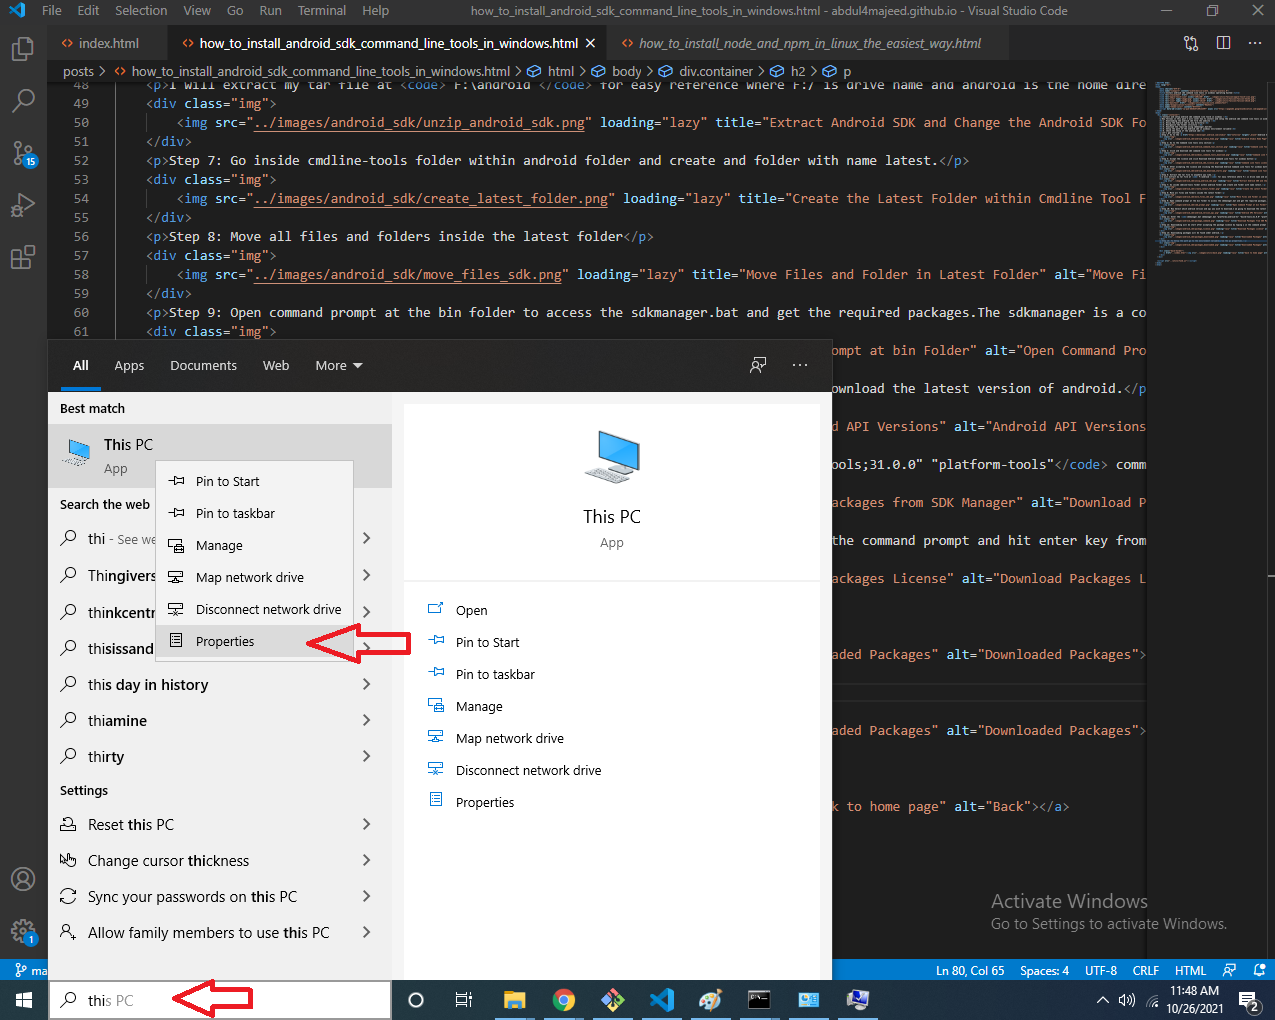 File Edit Selection View Go Run Terminal Help how_to_install_android_sdk_command_line_tools_in_windows.html - abdul4majeed.github.io - Visual Studio Code
index.html how_to_install_android_sdk_command_line_tools_in_windows.html how_to_install_node_and_npm_in_linux_the_easiest_way.html
posts > how_to_install_android_sdk_command_line_tools_in_windows.html > html > body > div.container > h2 > p
48 <p>I will extract my tar file at <code> F:\android </code> for easy reference where F:/ is drive name and android is the home dire
49 <div class="img">
50 <img src="../images/android_sdk/unzip_android_sdk.png" loading="lazy" title="Extract Android SDK and Change the Android SDK Fo
51 </div>
52 <p>Step 7: Go inside cmdline-tools folder within android folder and create and folder with name latest.</p>
53 <div class="img">
54 <img src="../images/android_sdk/create_latest_folder.png" loading="lazy" title="Create the Latest Folder within Cmdline Tool F
55 </div>
56 <p>Step 8: Move all files and folders inside the latest folder</p>
57 <div class="img">
58 <img src="../images/android_sdk/move_files_sdk.png" loading="lazy" title="Move Files and Folder in Latest Folder" alt="Move Fi
59 </div>
60 <p>Step 9: Open command prompt at the bin folder to access the sdkmanager.bat and get the required packages.The sdkmanager is a co
61 <div class="img">
ompt at bin Folder" alt="Open Command Pro
ownload the latest version of android.</p
d API Versions" alt="Android API Versions
ools;31.0.0" "platform-tools"</code> comm
ackages from SDK Manager" alt="Download P
the command prompt and hit enter key from
ackages License" alt="Download Packages L
aded Packages" alt="Downloaded Packages">
aded Packages" alt="Downloaded Packages">
k to home page" alt="Back"></a>
15
1
All Apps Documents Web More
Best match
This PC
App
Search the web
thi - See we
Thingivers
thinkcentr
thisissand
this day in history
thiamine
thirty
Settings
Reset this PC
Change cursor thickness
Sync your passwords on this PC
Allow family members to use this PC
Pin to Start
Pin to taskbar
Manage
Map network drive
Disconnect network drive
Properties
This PC
App
Open
Pin to Start
Pin to taskbar
Manage
Map network drive
Disconnect network drive
Properties
Activate Windows
Go to Settings to activate Windows.
ma Ln 80, Col 65 Spaces: 4 UTF-8 CRLF HTML
this PC
11:48 AM
10/26/2021
2